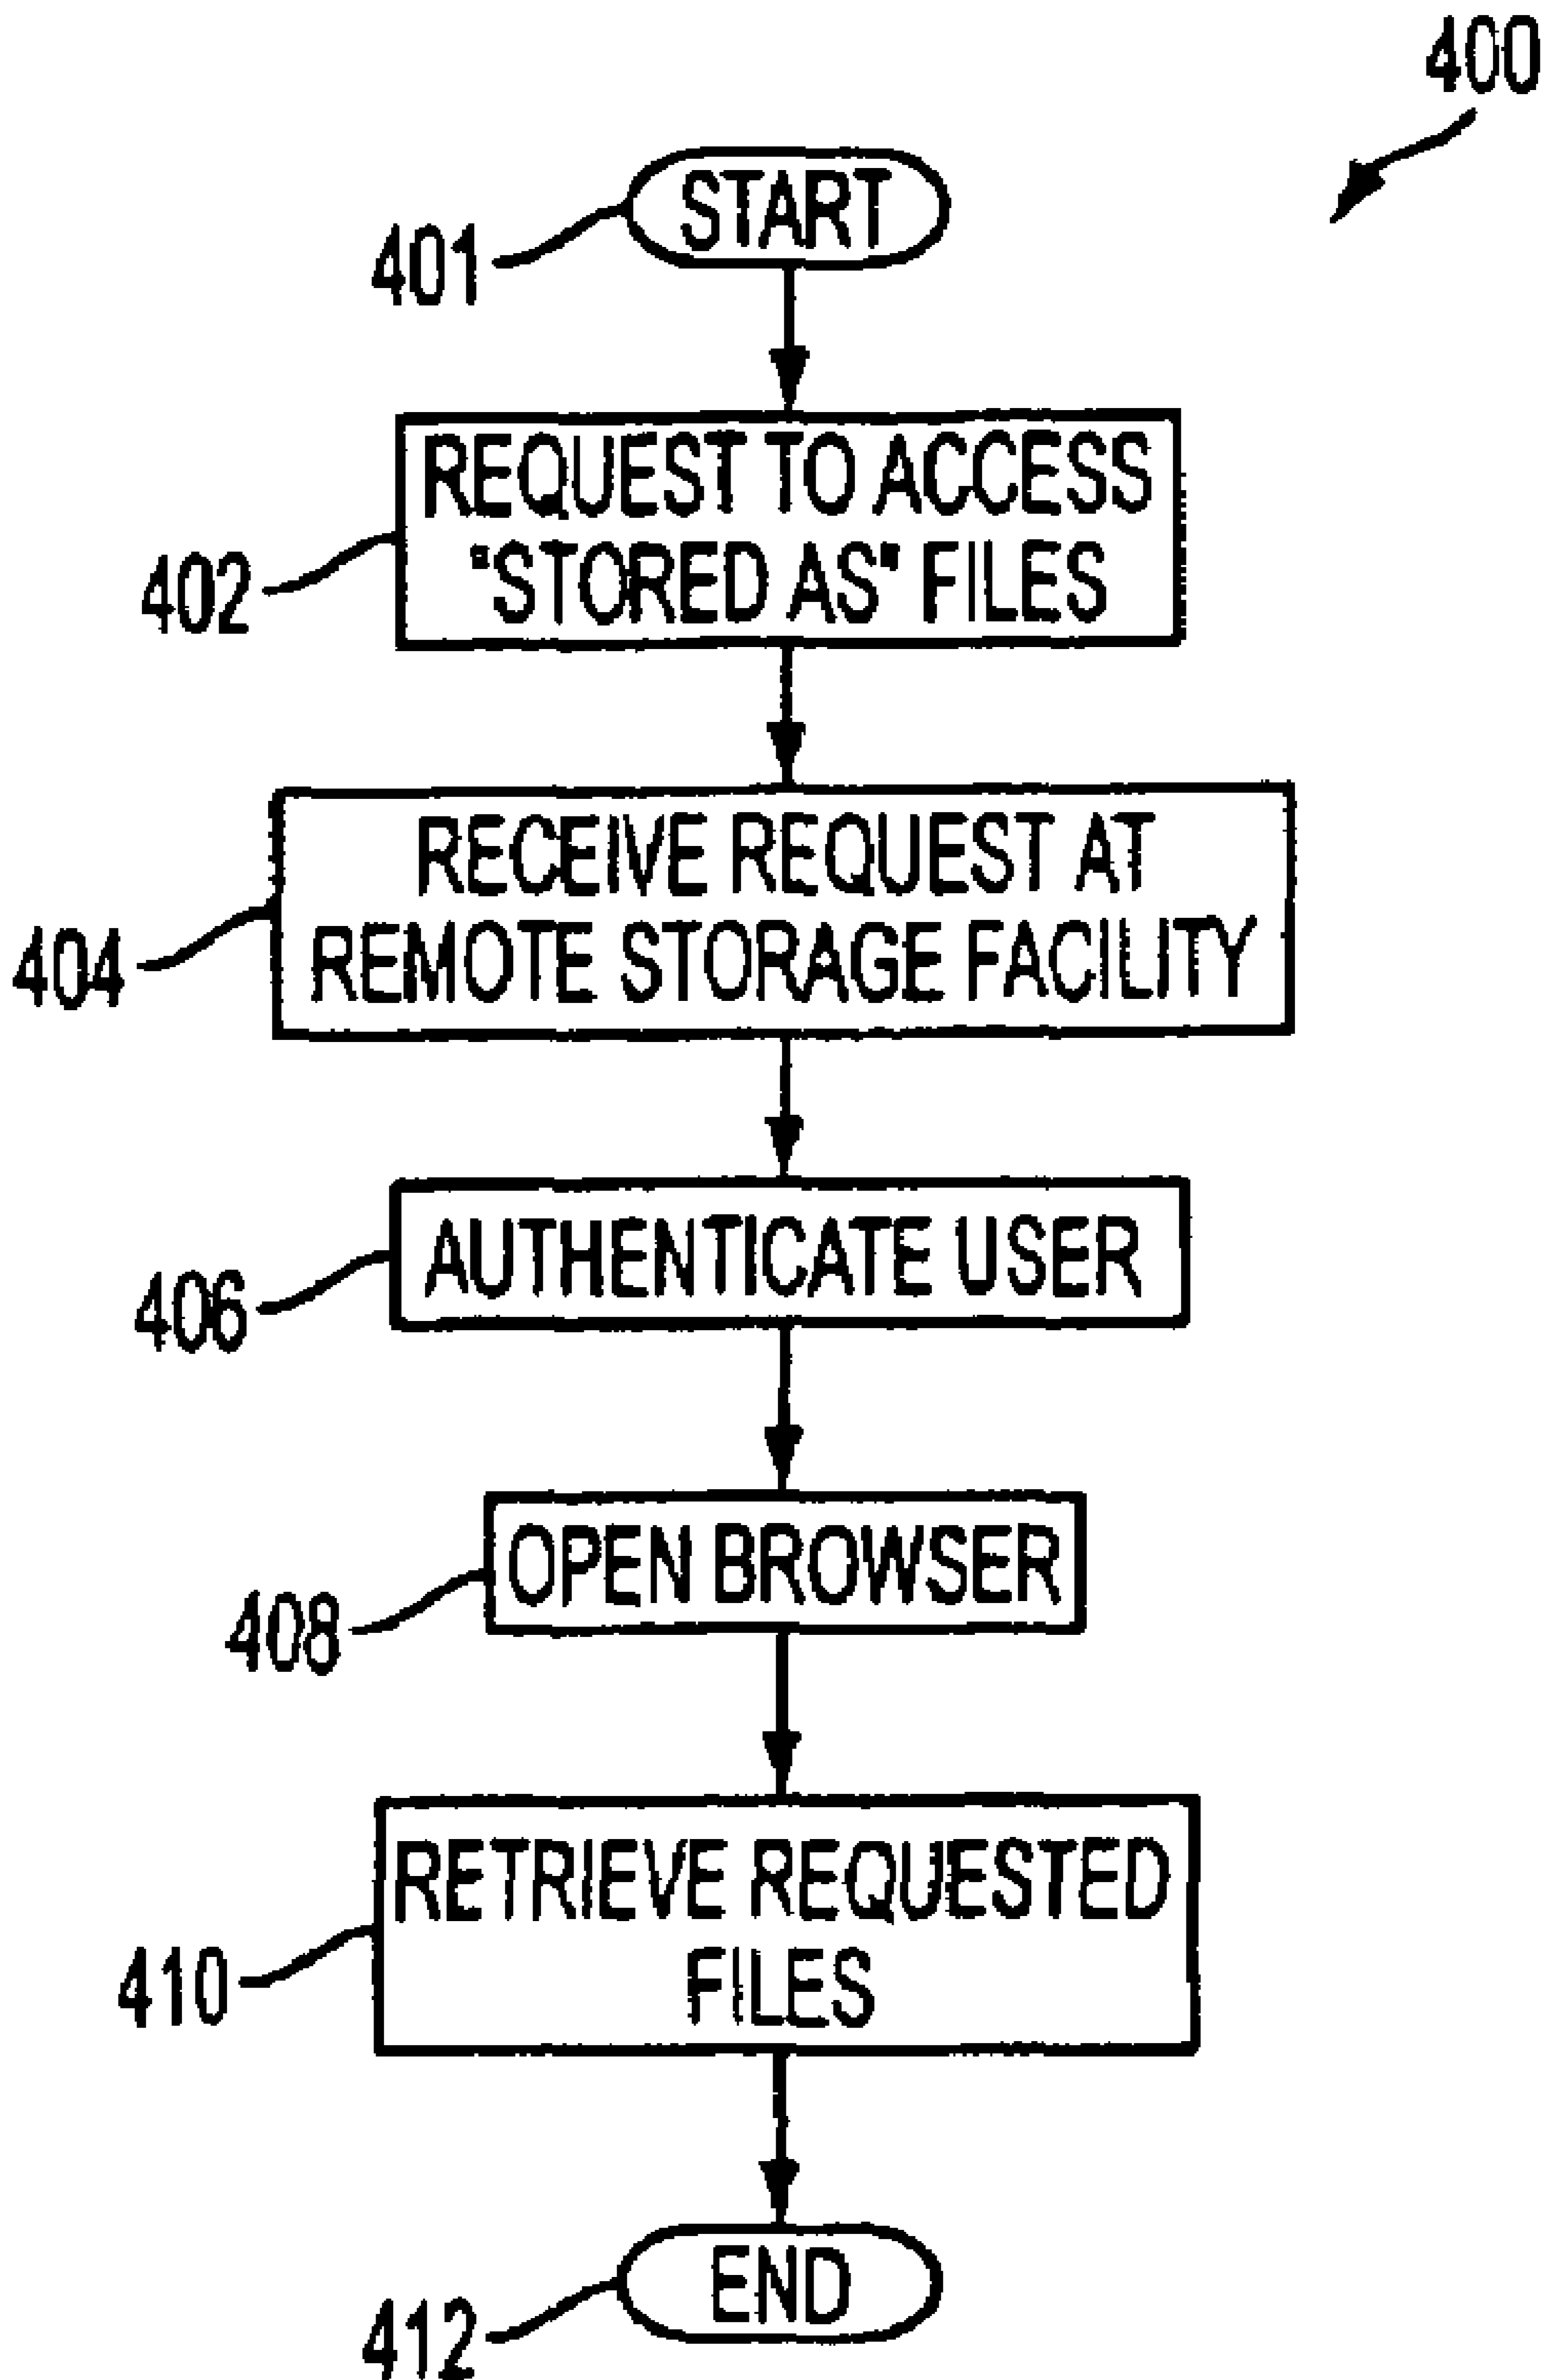 400
START
401
REQUEST TO ACCESS
"STORED AS" FILES
402
RECEIVE REQUEST AT
REMOTE STORAGE FACILITY
404
AUTHENTICATE USER
406
OPEN BROWSER
408
RETRIEVE REQUESTED
FILES
410
END
412